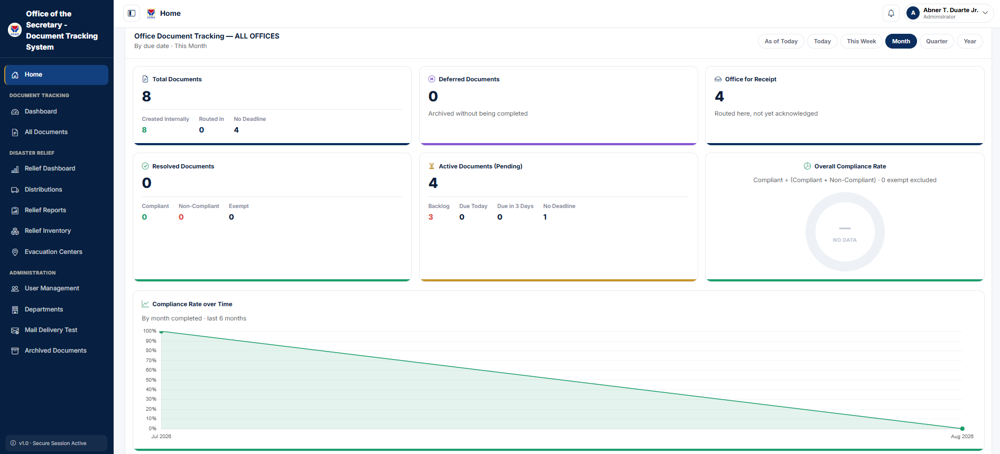 Office of the
Secretary -
Document Tracking
System
Home
DOCUMENT TRACKING
Dashboard
All Documents
DISASTER RELIEF
Relief Dashboard
Distributions
Relief Reports
Relief Inventory
Evacuation Centers
ADMINISTRATION
User Management
Departments
Mail Delivery Test
Archived Documents
v1.0 · Secure Session Active
DSWD
Home
A
Abner T. Duarte Jr.
Administrator
Office Document Tracking — ALL OFFICES
By due date · This Month
As of Today
Today
This Week
Month
Quarter
Year
Total Documents
8
Created Internally Routed In No Deadline
8 0 4
Deferred Documents
0
Archived without being completed
Office for Receipt
4
Routed here, not yet acknowledged
Resolved Documents
0
Compliant Non-Compliant Exempt
0 0 0
Active Documents (Pending)
4
Backlog Due Today Due in 3 Days No Deadline
3 0 0 1
Overall Compliance Rate
Compliant ÷ (Compliant + Non-Compliant) · 0 exempt excluded
—
NO DATA
Compliance Rate over Time
By month completed · last 6 months
100%
90%
80%
70%
60%
50%
40%
30%
20%
10%
0%
Jul 2026 Aug 2026